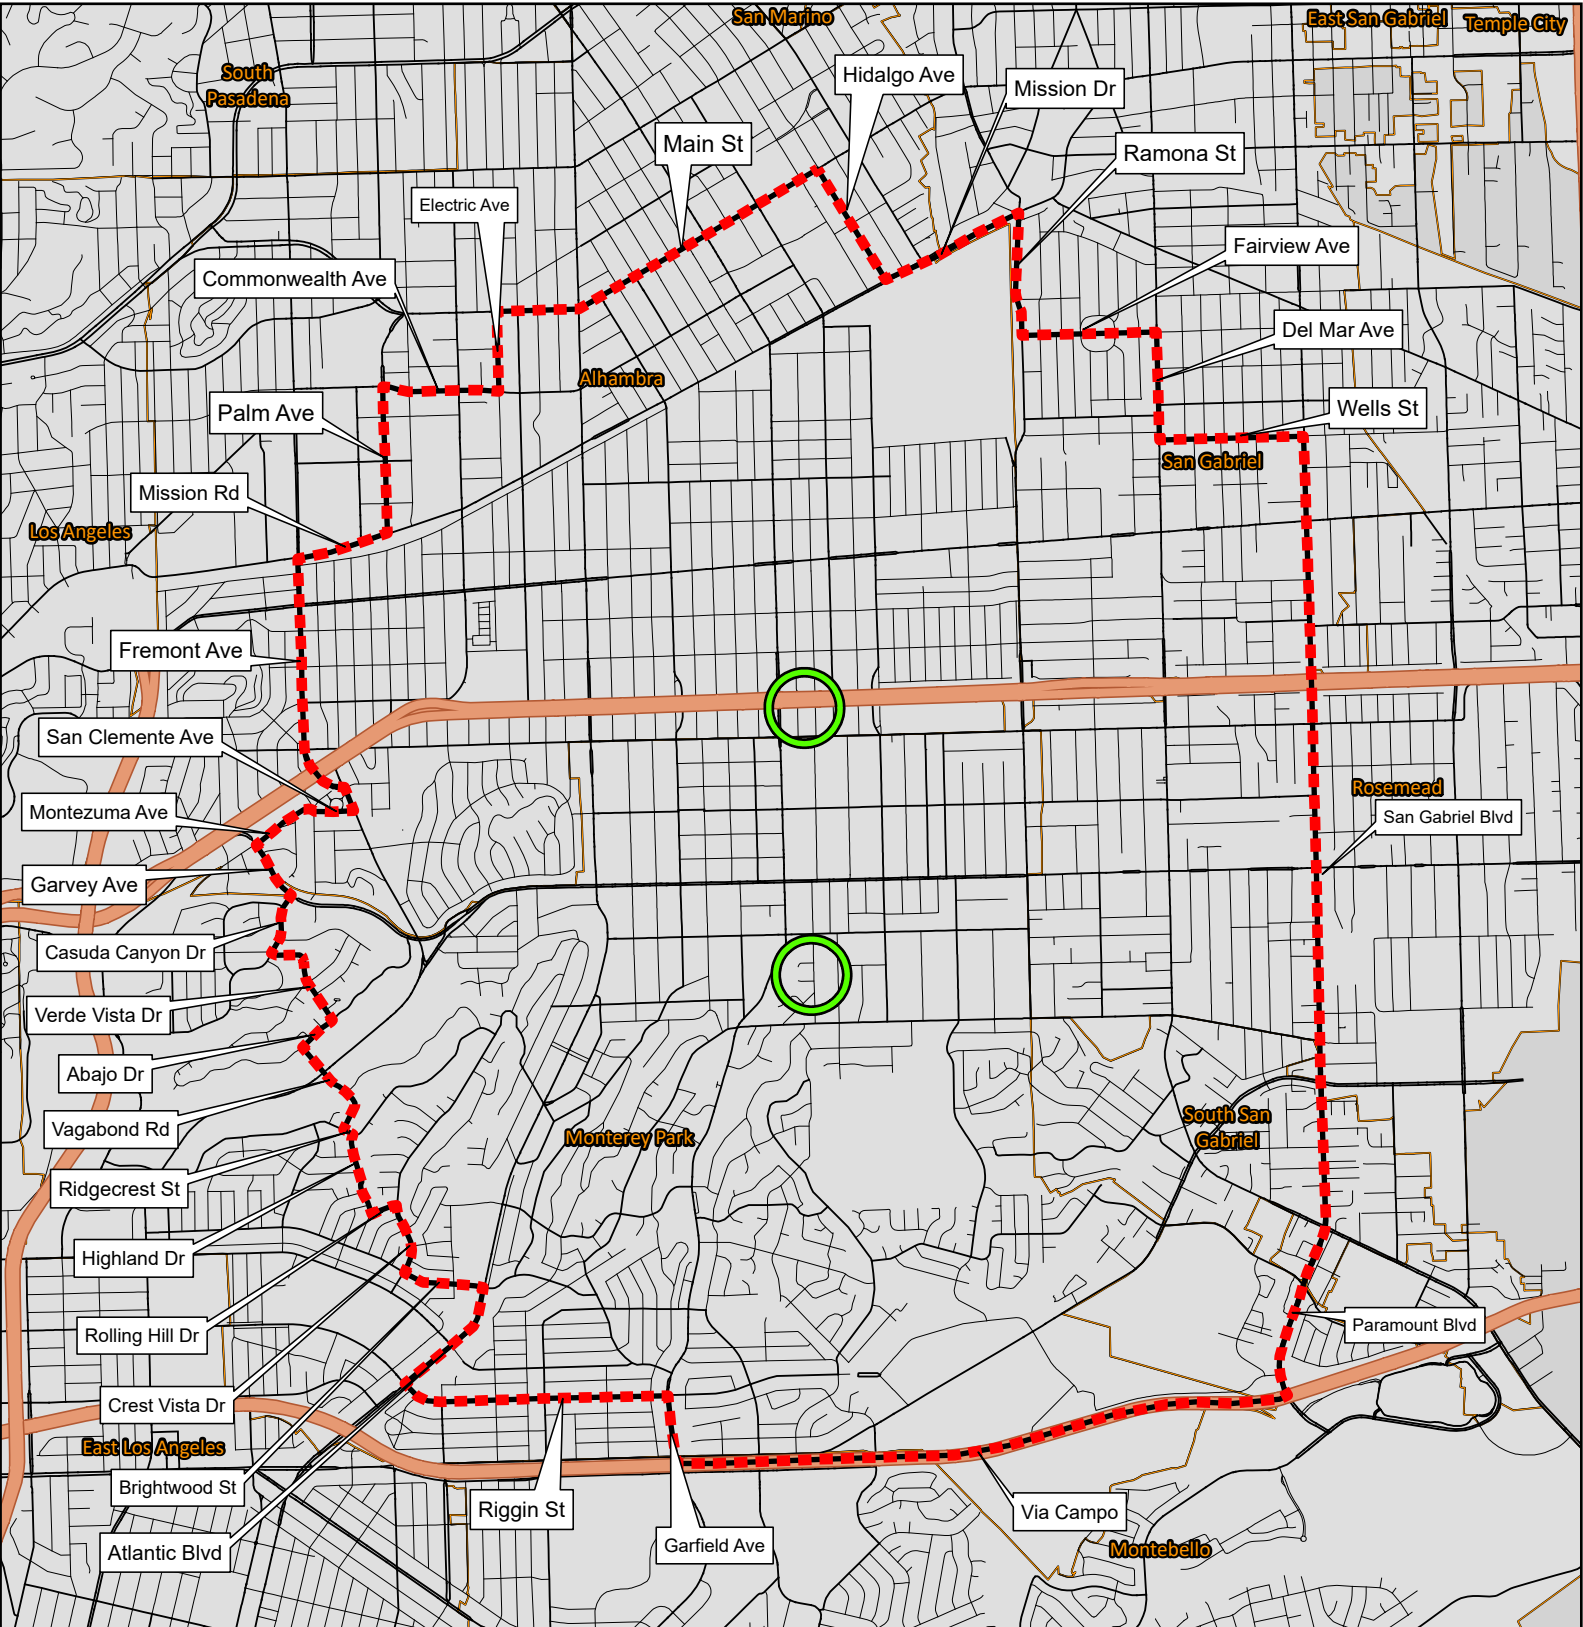 San Marino
East San Gabriel
Temple City
South
Pasadena
Hidalgo Ave
Mission Dr
Main St
Ramona St
Electric Ave
Fairview Ave
Commonwealth Ave
Del Mar Ave
Alhambra
Palm Ave
Wells St
San Gabriel
Mission Rd
Los Angeles
Fremont Ave
San Clemente Ave
Rosemead
Montezuma Ave
San Gabriel Blvd
Garvey Ave
Casuda Canyon Dr
Verde Vista Dr
Abajo Dr
Vagabond Rd
South San
Gabriel
Monterey Park
Ridgecrest St
Highland Dr
Rolling Hill Dr
Paramount Blvd
Crest Vista Dr
East Los Angeles
Brightwood St
Riggin St
Via Campo
Garfield Ave
Montebello
Atlantic Blvd